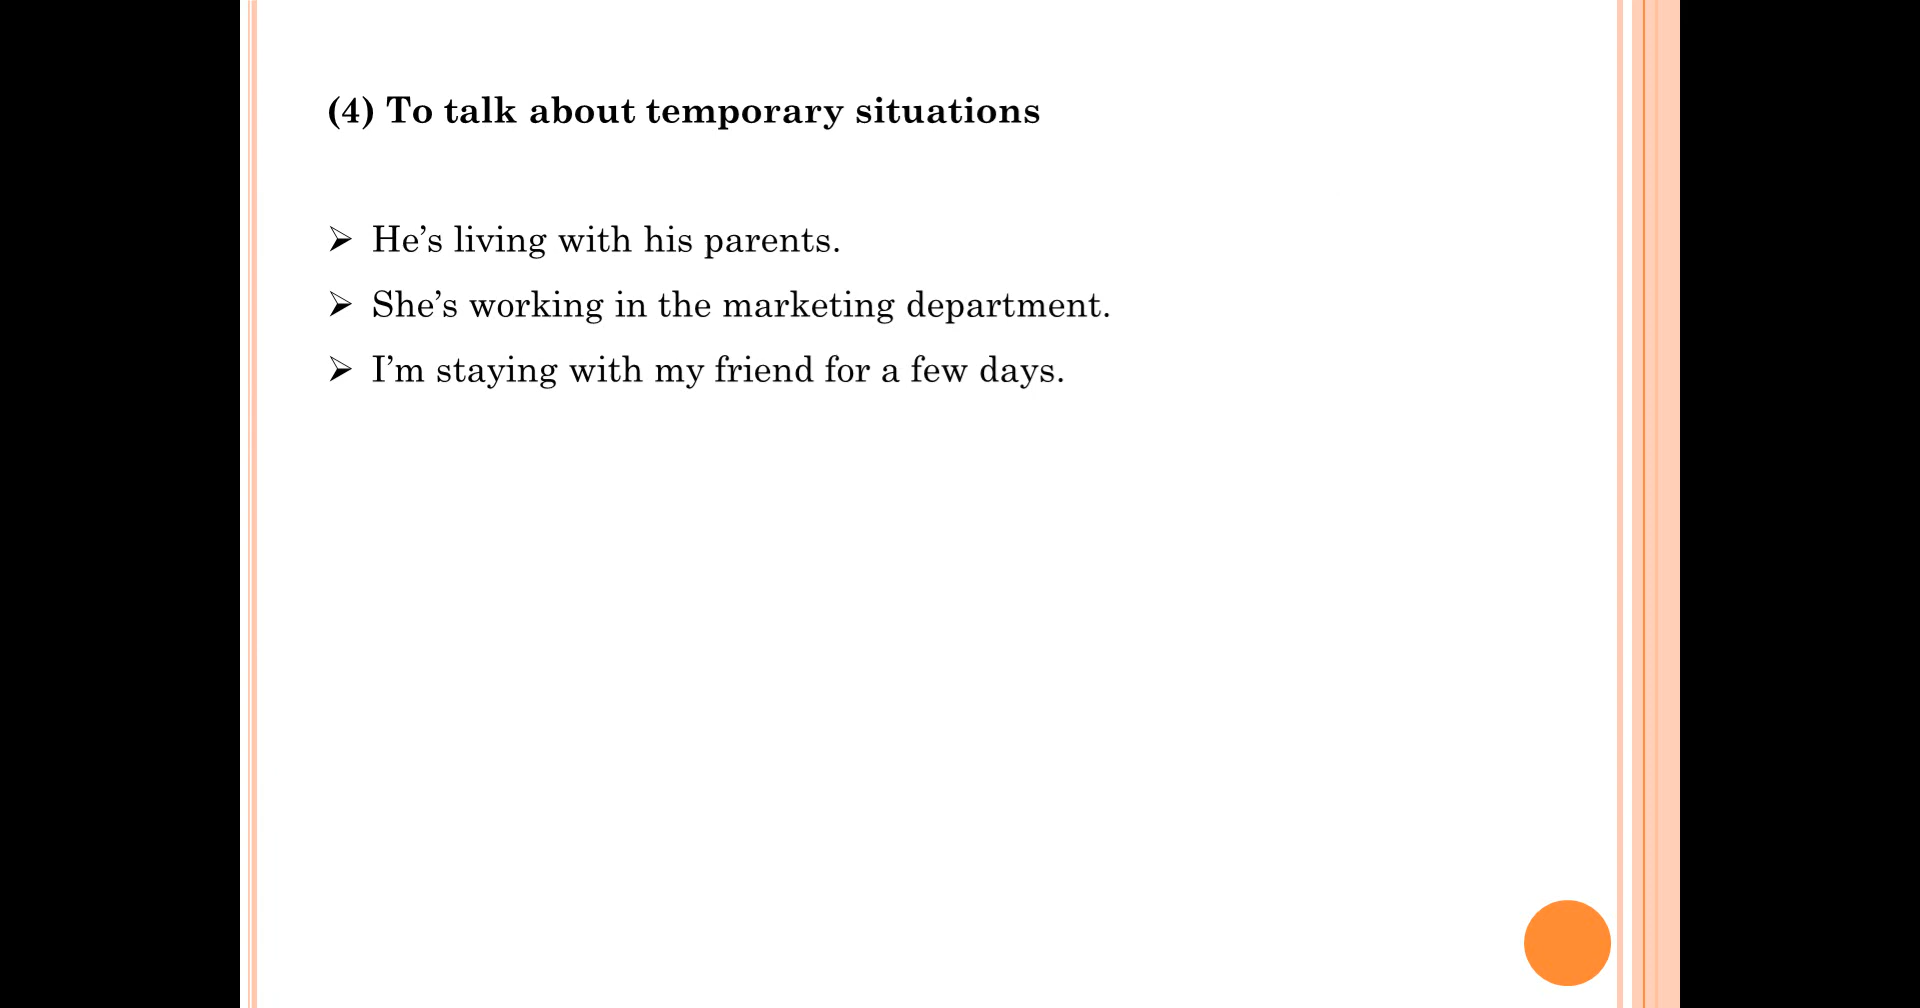 (4) To talk about temporary situations
➢ He’s living with his parents.
➢ She’s working in the marketing department.
➢ I’m staying with my friend for a few days.